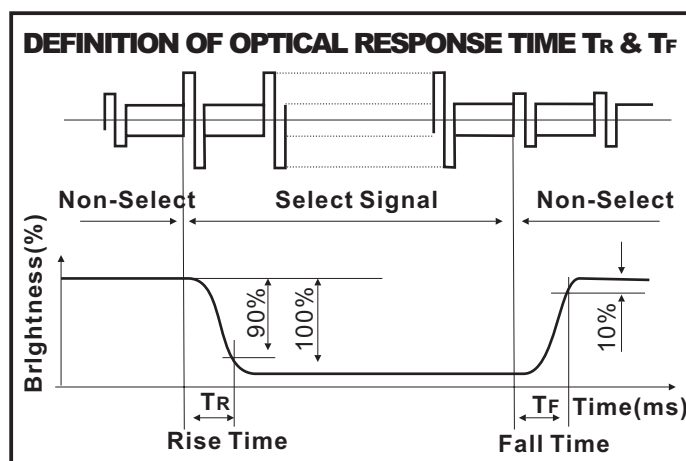 DEFINITION OF OPTICAL RESPONSE TIME TR & TF
Non-Select Select Signal Non-Select
BrIghtness(%)
90%
100%
10%
TR TF Time(ms)
Rise Time Fall Time